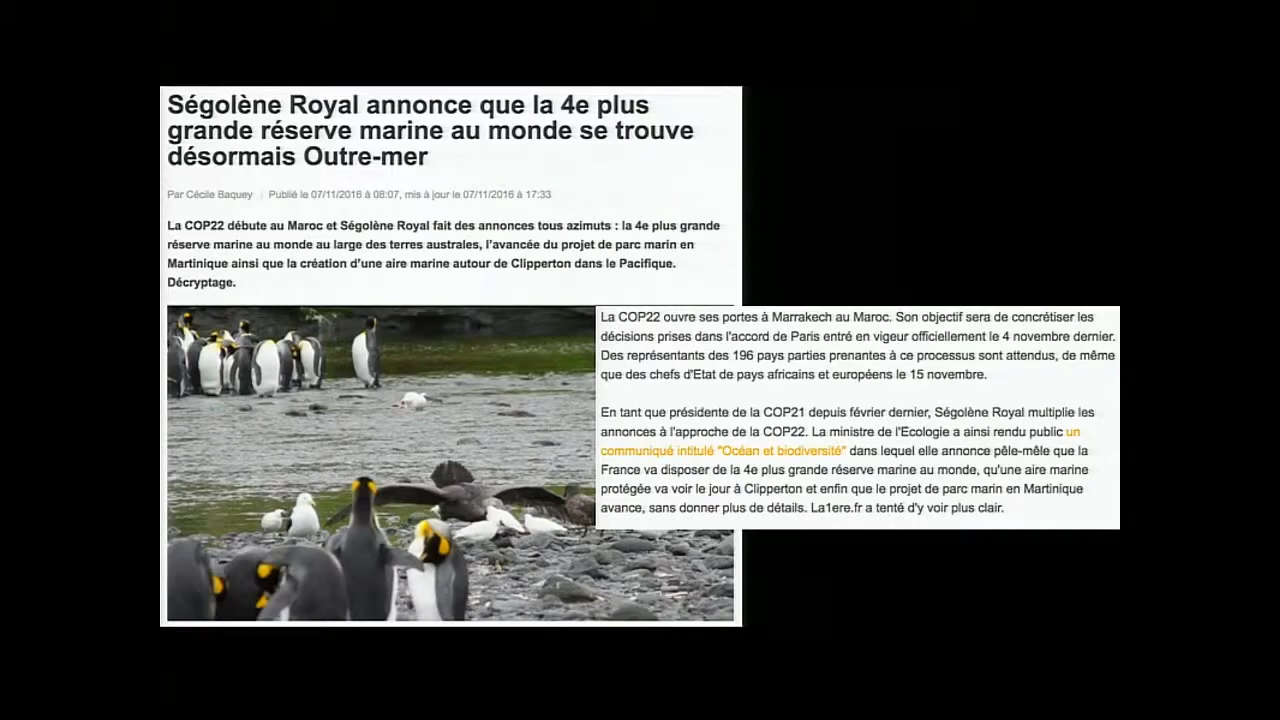 Ségolène Royal annonce que la 4e plus
grande réserve marine au monde se trouve
désormais Outre-mer
Par Cécile Baquey | Publié le 07/11/2016 à 08:07, mis à jour le 07/11/2016 à 17:33
La COP22 débute au Maroc et Ségolène Royal fait des annonces tous azimuts : la 4e plus grande
réserve marine au monde au large des terres australes, l'avancée du projet de parc marin en
Martinique ainsi que la création d'une aire marine autour de Clipperton dans le Pacifique.
Décryptage.
La COP22 ouvre ses portes à Marrakech au Maroc. Son objectif sera de concrétiser les
décisions prises dans l'accord de Paris entré en vigeur officiellement le 4 novembre dernier.
Des représentants des 196 pays parties prenantes à ce processus sont attendus, de même
que des chefs d'Etat de pays africains et européens le 15 novembre.
En tant que présidente de la COP21 depuis février dernier, Ségolène Royal multiplie les
annonces à l'approche de la COP22. La ministre de l'Ecologie a ainsi rendu public un
communiqué intitulé "Océan et biodiversité" dans lequel elle annonce pêle-mêle que la
France va disposer de la 4e plus grande réserve marine au monde, qu'une aire marine
protégée va voir le jour à Clipperton et enfin que le projet de parc marin en Martinique
avance, sans donner plus de détails. La1ere.fr a tenté d'y voir plus clair.